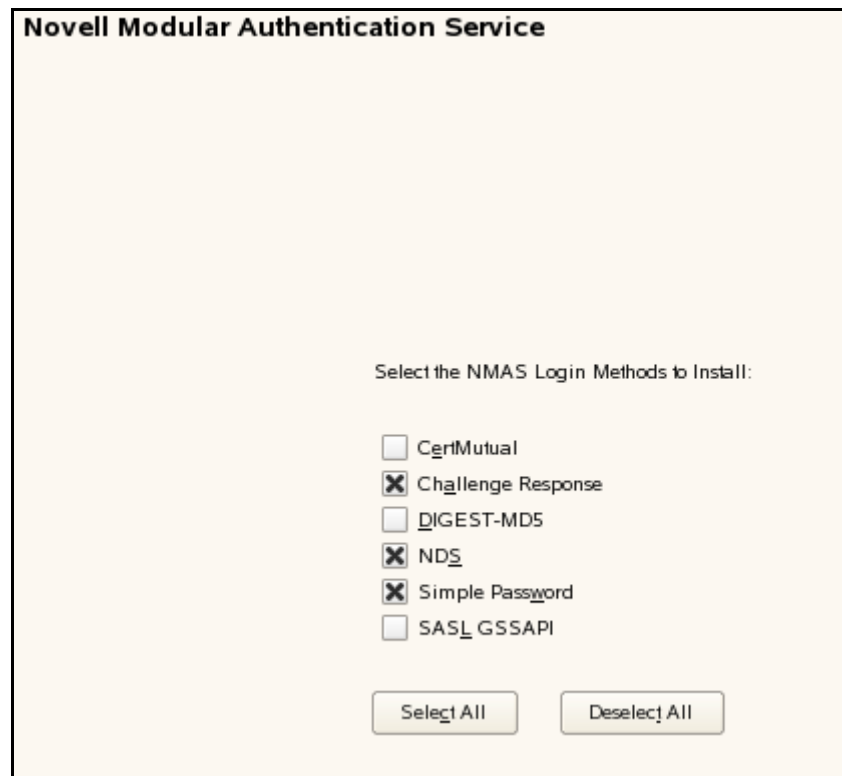 Novell Modular Authentication Service
Select the NMAS Login Methods to Install:
CertMutual
Challenge Response
DIGEST-MD5
NDS
Simple Password
SASL GSSAPI
Select All
Deselect All